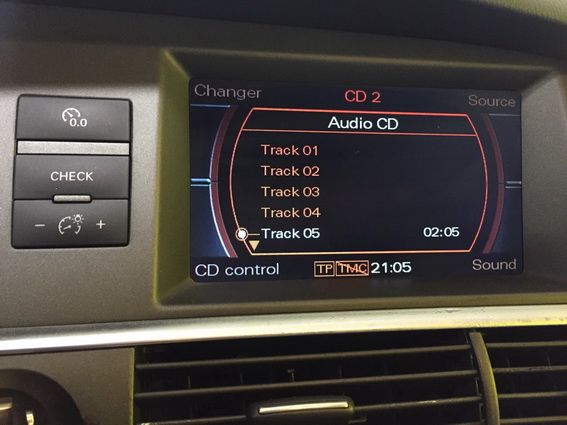 0.0
CHECK
- +
Changer CD 2 Source
Audio CD
Track 01
Track 02
Track 03
Track 04
Track 05 02:05
CD control TP TMC 21:05 Sound